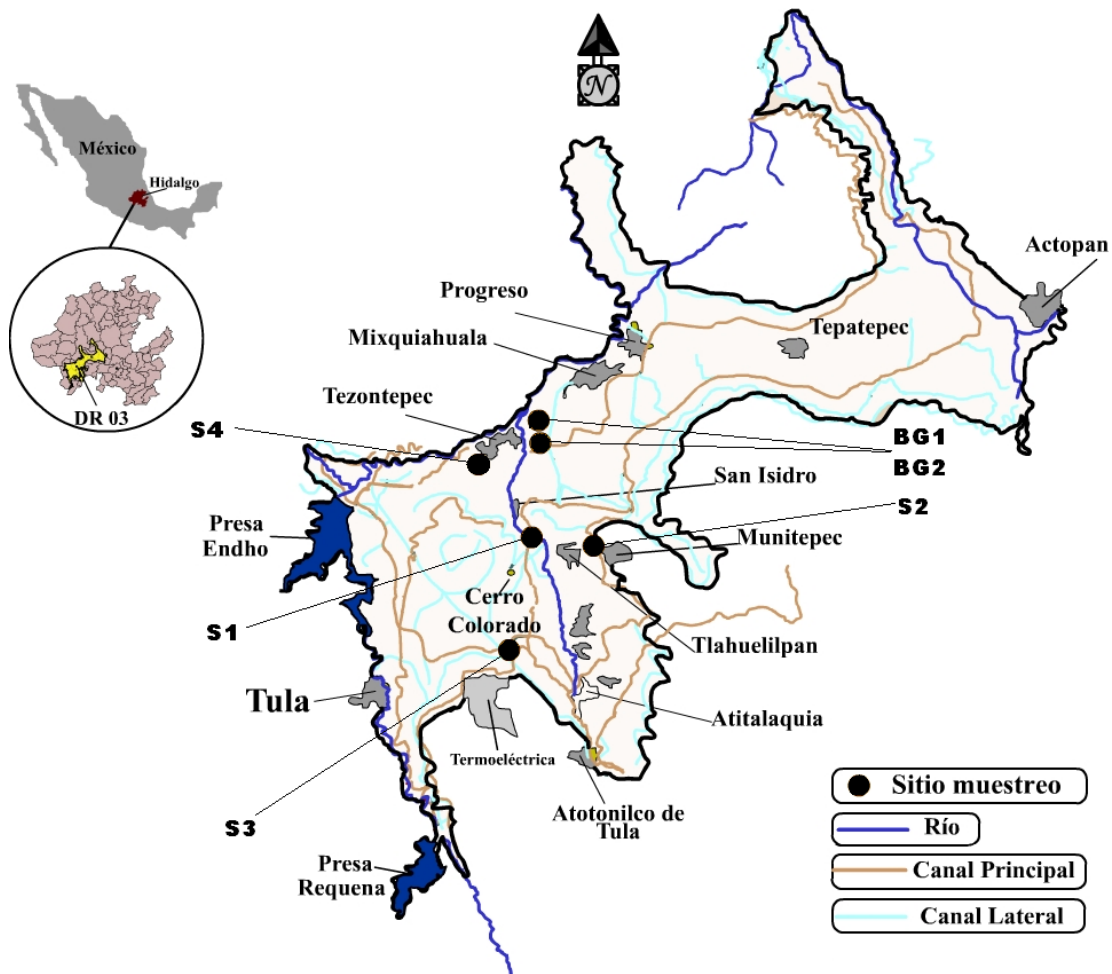 N
México
Hidalgo
DR 03
Actopan
Progreso
Tepatepec
Mixquiahuala
Tezontepec
S4
BG1
BG2
San Isidro
S2
Presa
Endho
Munitepec
Cerro
Colorado
S1
Tlahuelilpan
Tula
Atitalaquia
Termoeléctrica
S3
Atotonilco de
Tula
Presa
Requena
Sitio muestreo
Río
Canal Principal
Canal Lateral